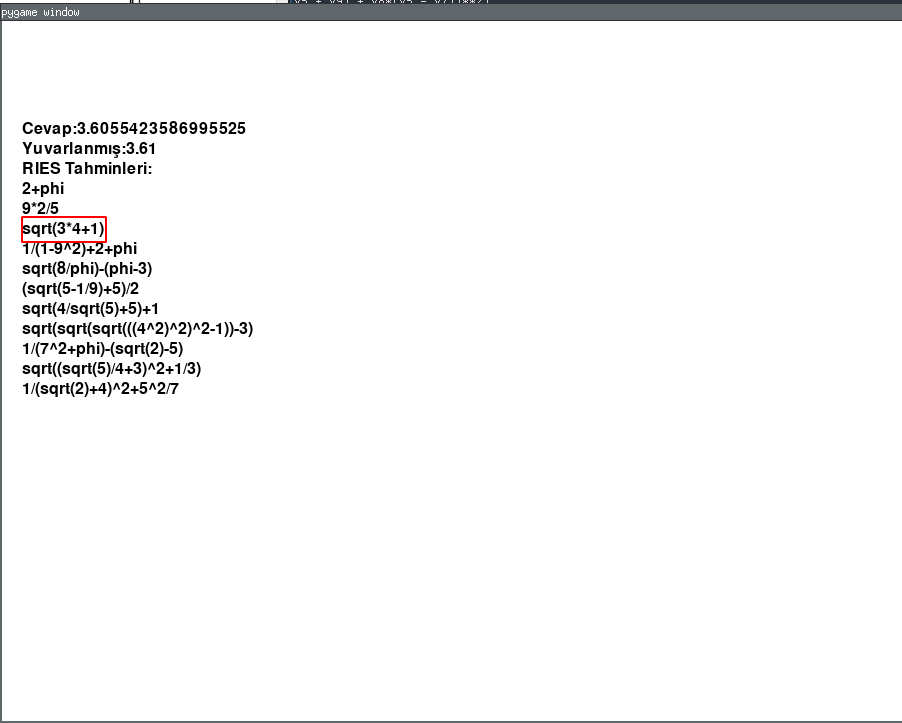 pygame window
Cevap:3.6055423586995525
Yuvarlanmış:3.61
RIES Tahminleri:
2+phi
9*2/5
sqrt(3*4+1)
1/(1-9^2)+2+phi
sqrt(8/phi)-(phi-3)
(sqrt(5-1/9)+5)/2
sqrt(4/sqrt(5)+5)+1
sqrt(sqrt(sqrt(((4^2)^2)^2-1))-3)
1/(7^2+phi)-(sqrt(2)-5)
sqrt((sqrt(5)/4+3)^2+1/3)
1/(sqrt(2)+4)^2+5^2/7